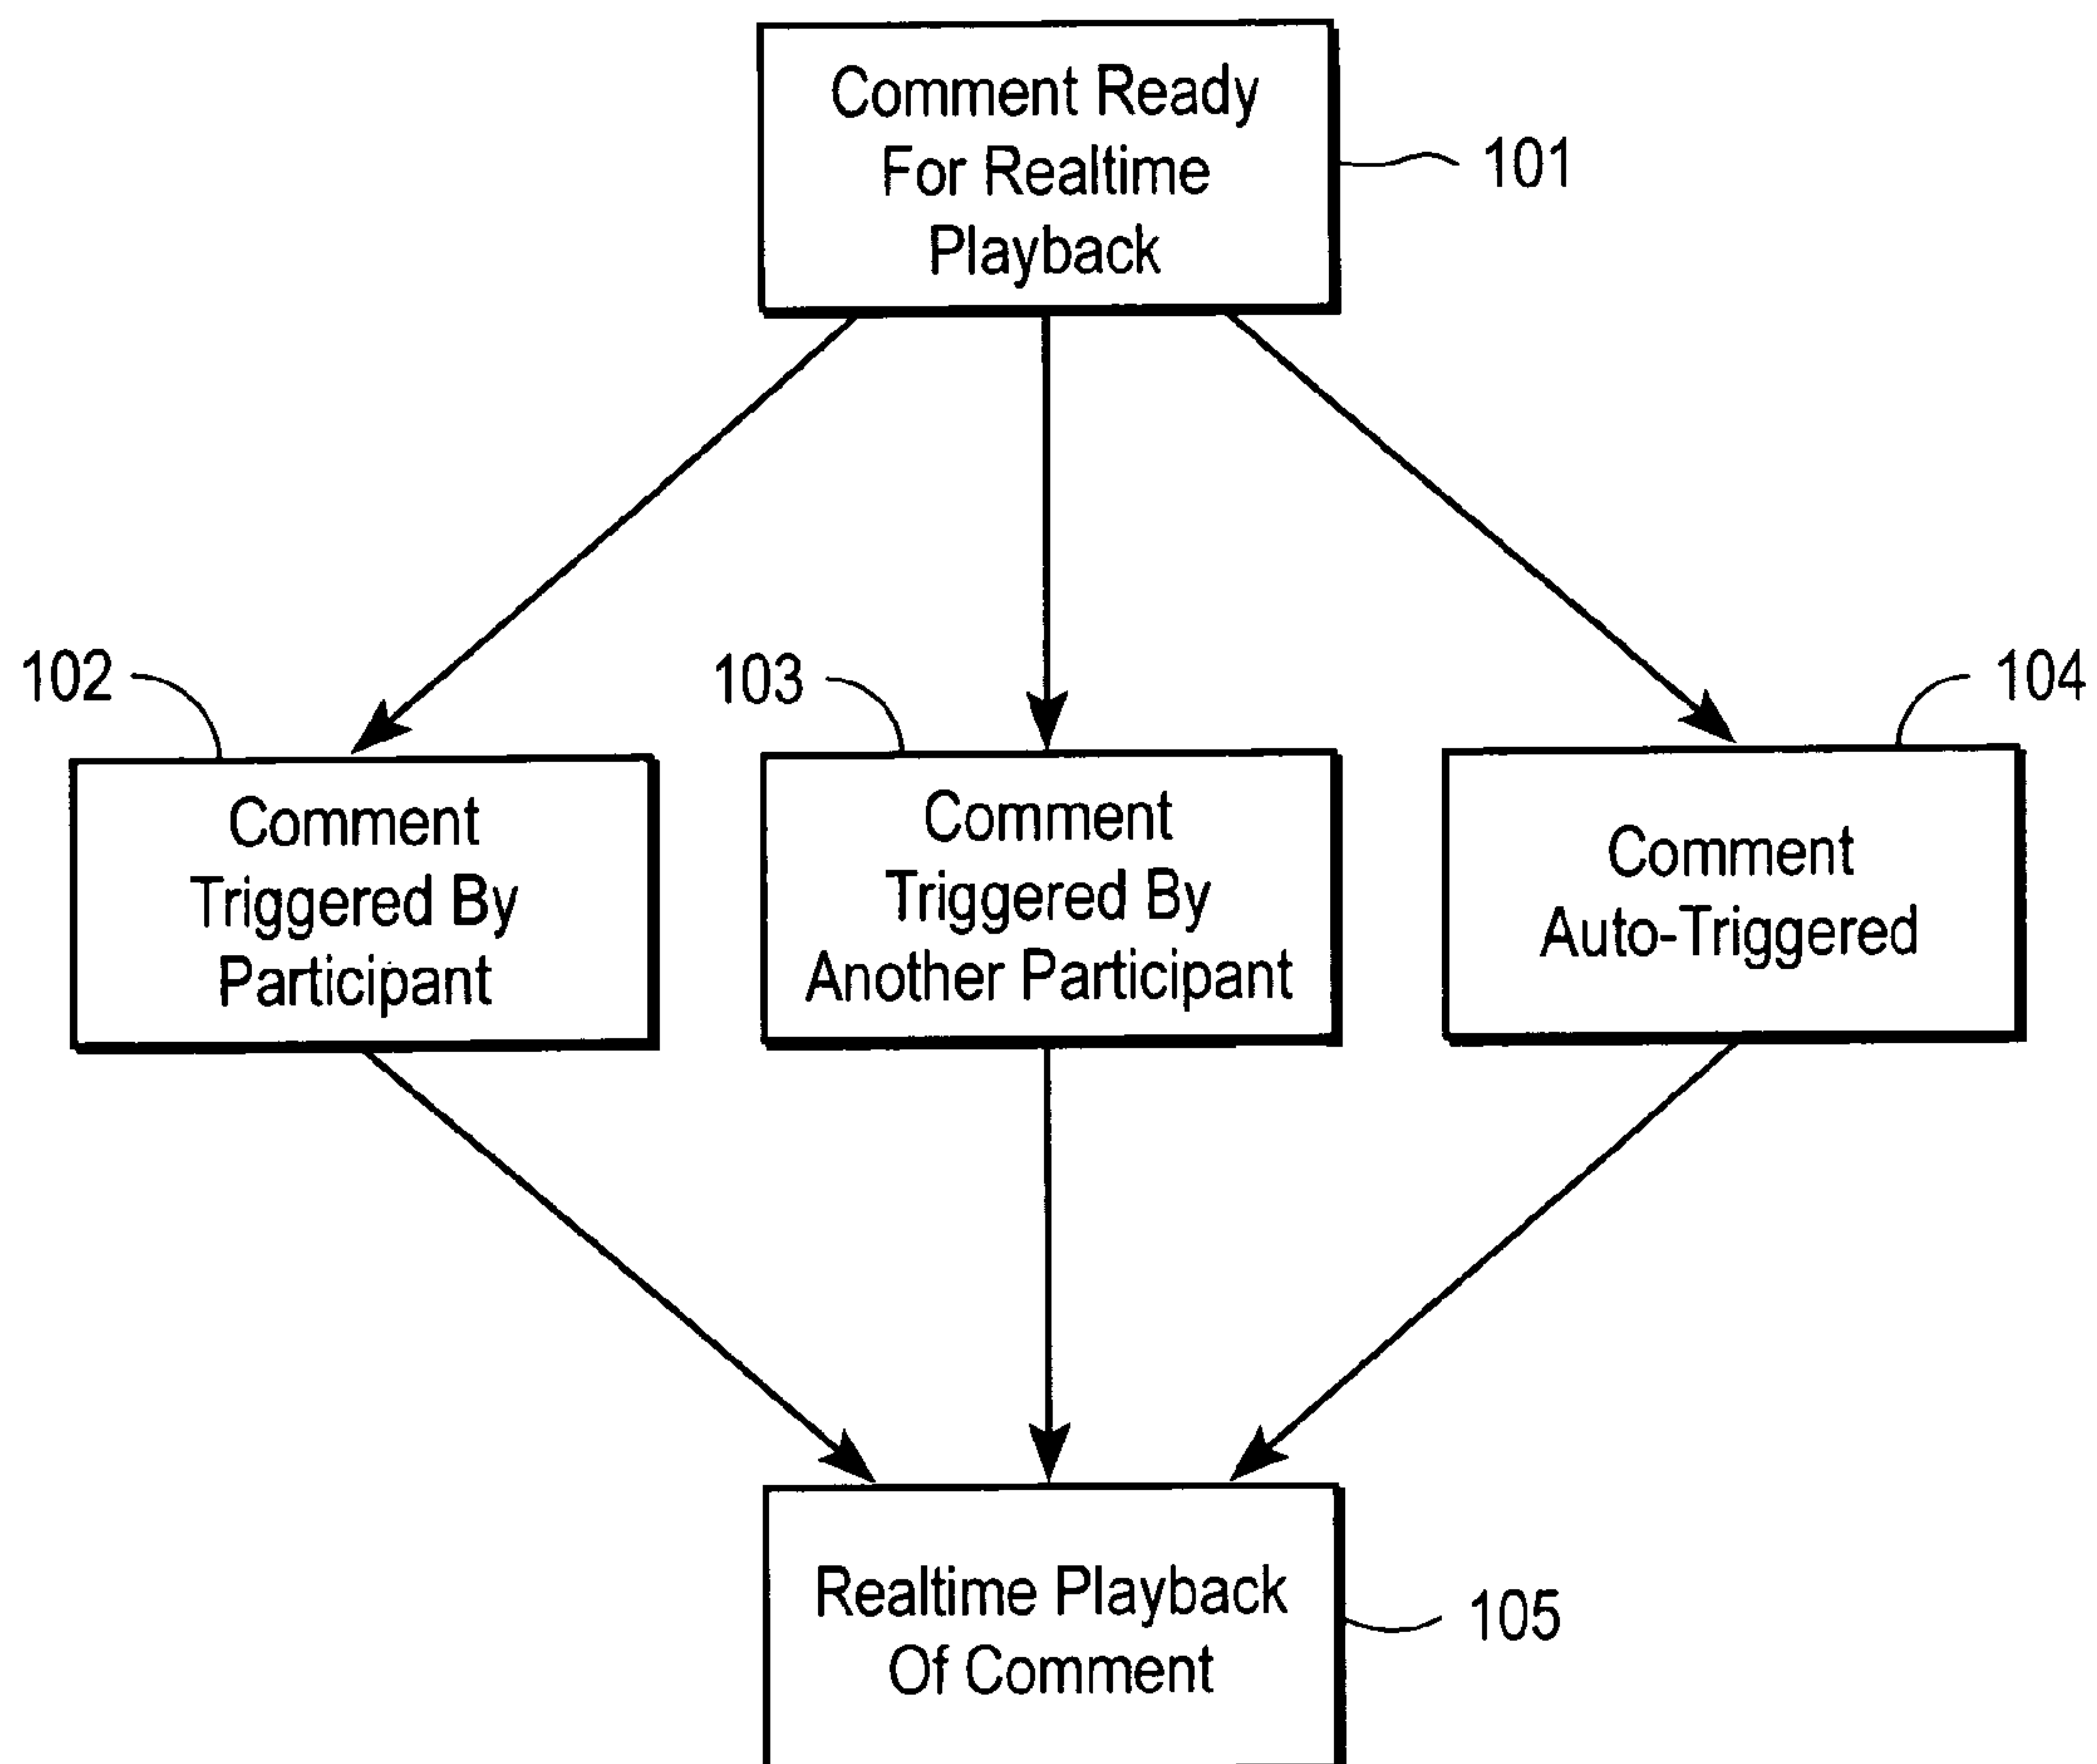 Comment Ready
For Realtime
Playback
101
102
103
104
Comment
Triggered By
Participant
Comment
Triggered By
Another Participant
Comment
Auto-Triggered
Realtime Playback
Of Comment
105